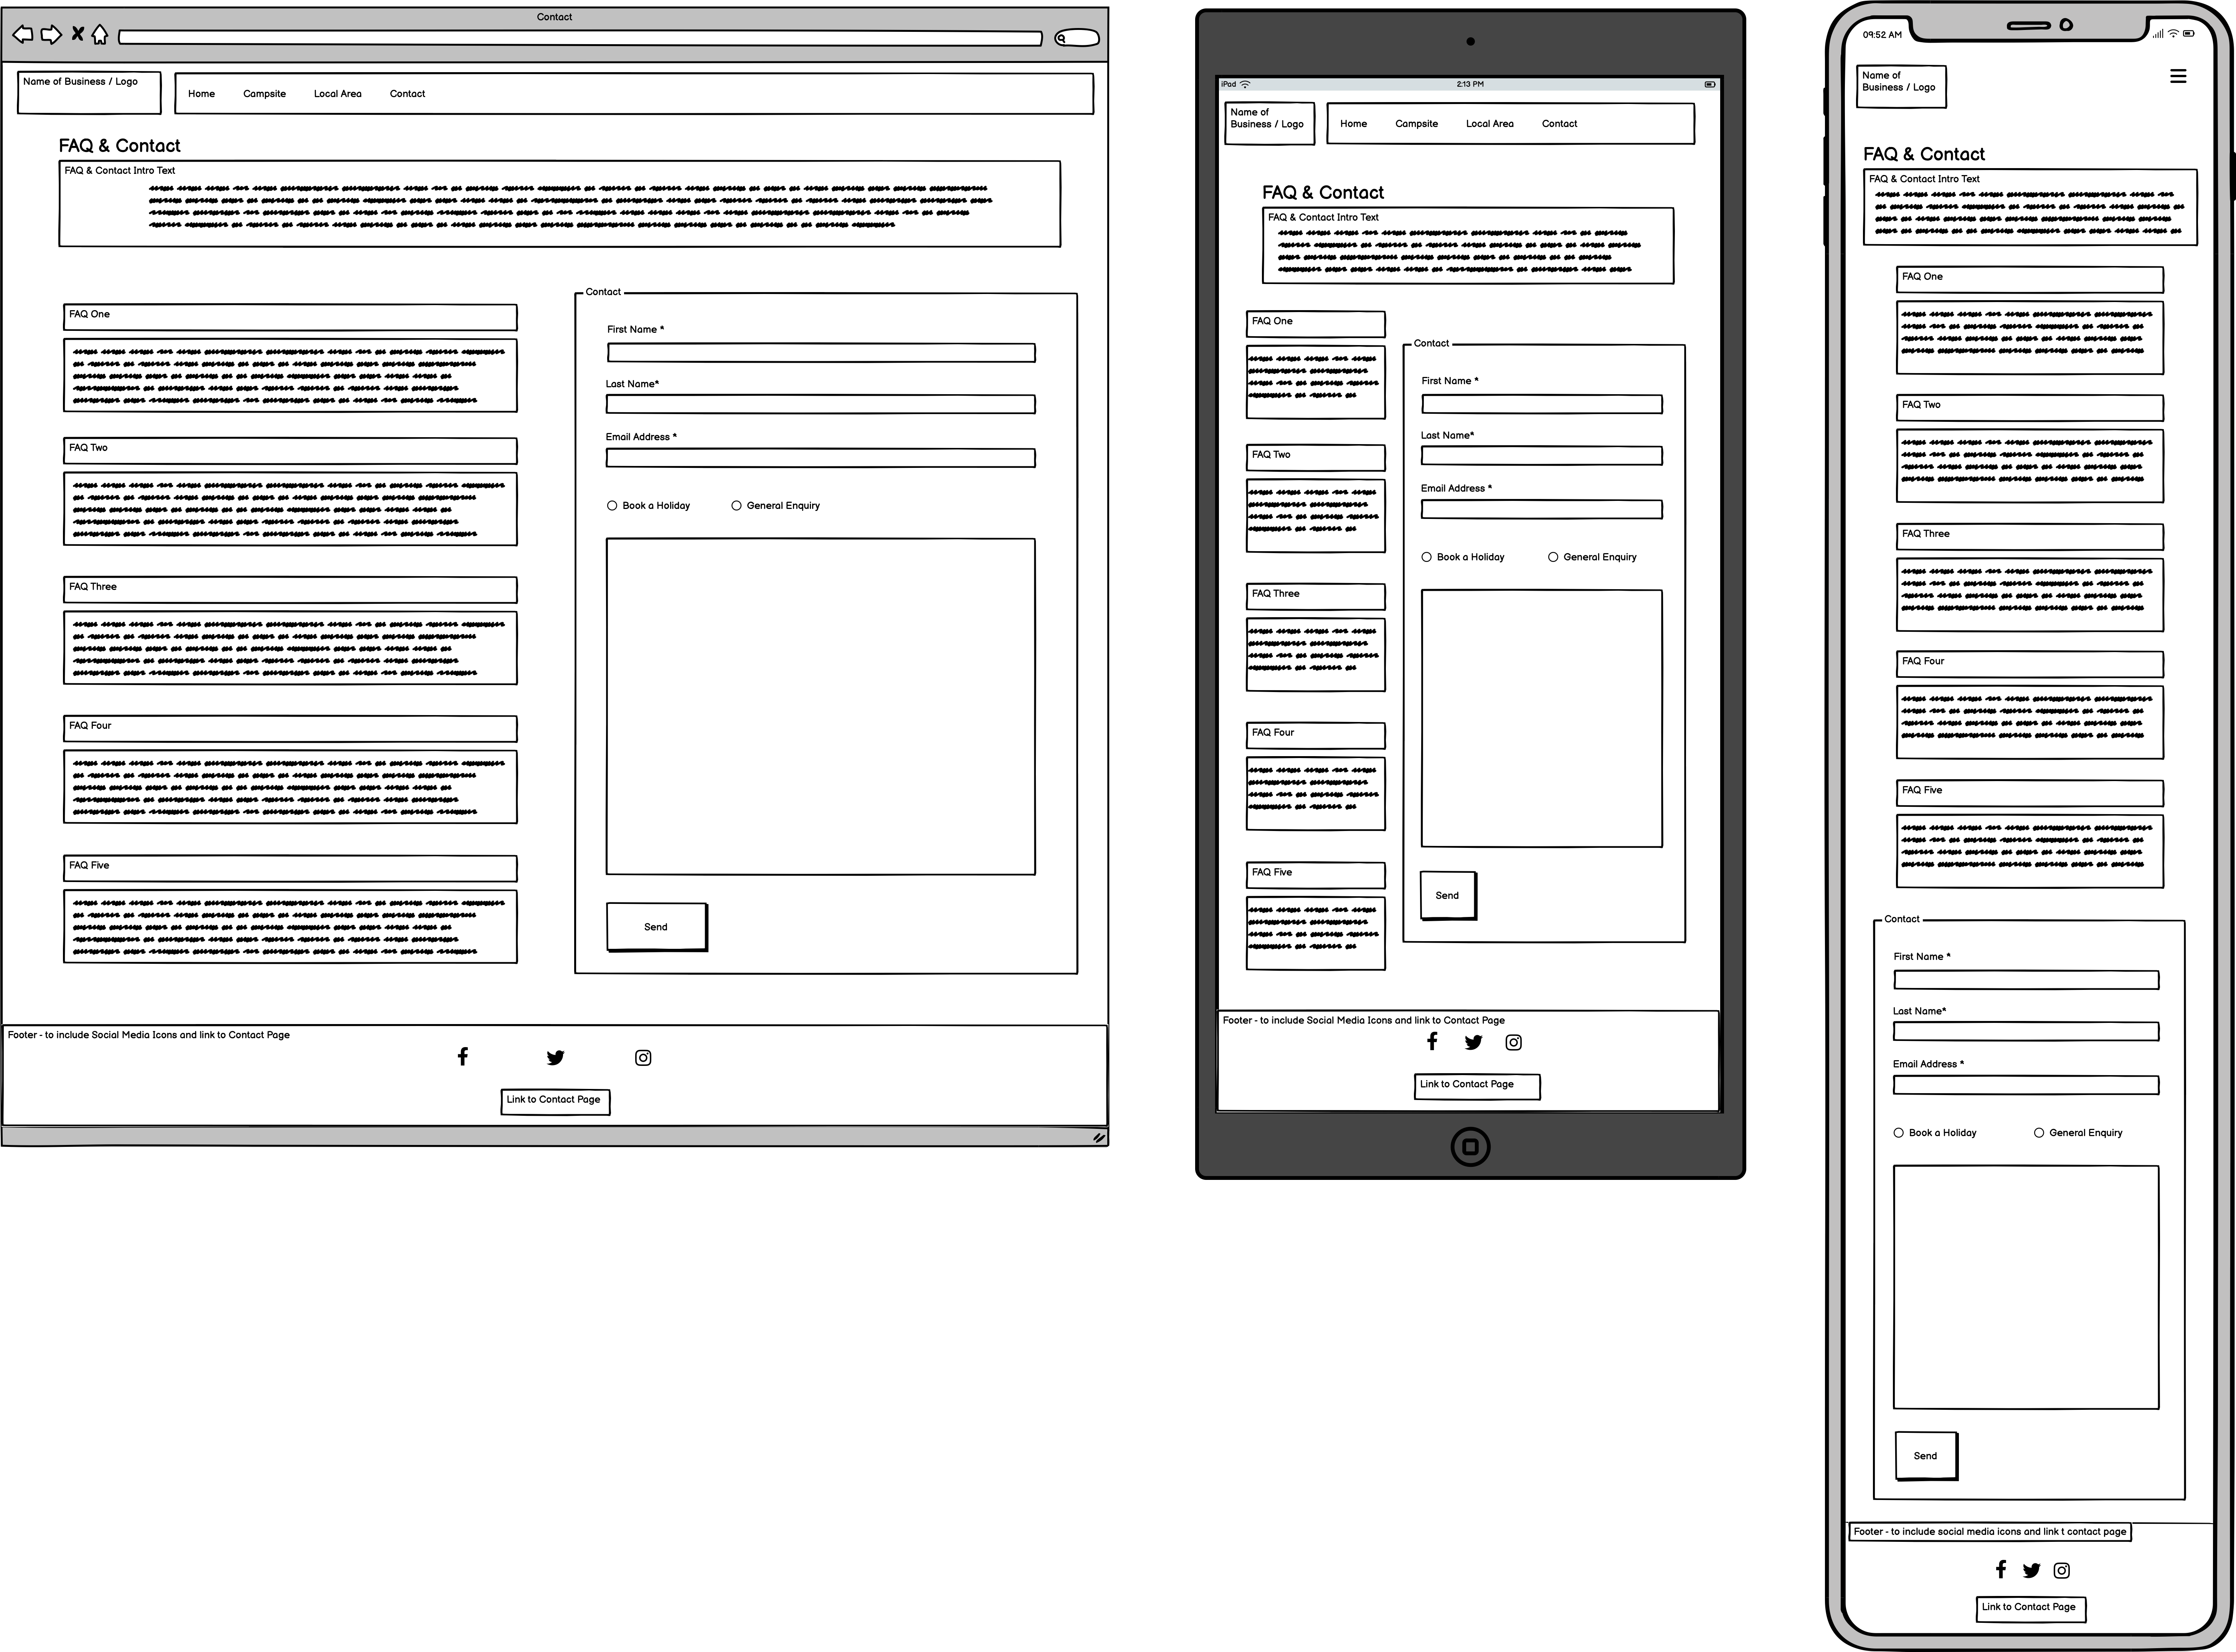 Contact
Name of Business / Logo
Home Campsite Local Area Contact
FAQ & Contact
FAQ & Contact Intro Text
FAQ One
FAQ Two
FAQ Three
FAQ Four
FAQ Five
Contact
First Name *
Last Name*
Email Address *
Book a Holiday General Enquiry
Send
Footer - to include Social Media Icons and link to Contact Page
Link to Contact Page
iPad 2:13 PM
Name of
Business / Logo
Home Campsite Local Area Contact
FAQ & Contact
FAQ & Contact Intro Text
FAQ One
FAQ Two
FAQ Three
FAQ Four
FAQ Five
Contact
First Name *
Last Name*
Email Address *
Book a Holiday General Enquiry
Send
Footer - to include Social Media Icons and link to Contact Page
Link to Contact Page
09:52 AM
Name of
Business / Logo
FAQ & Contact
FAQ & Contact Intro Text
FAQ One
FAQ Two
FAQ Three
FAQ Four
FAQ Five
Contact
First Name *
Last Name*
Email Address *
Book a Holiday General Enquiry
Send
Footer - to include social media icons and link t contact page
Link to Contact Page